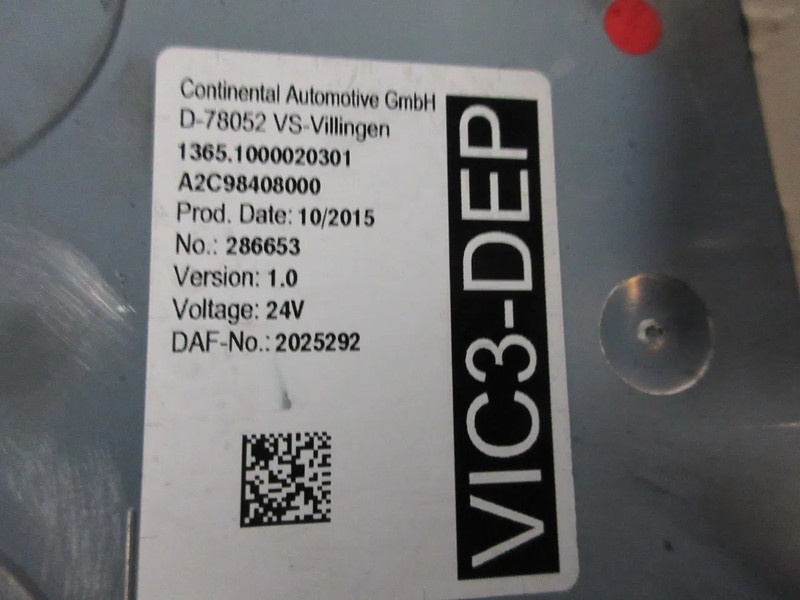 Continental Automotive GmbH
D-78052 VS-Villingen
1365.1000020301
A2C98408000
Prod. Date: 10/2015
No.: 286653
Version: 1.0
Voltage: 24V
DAF-No.: 2025292
VIC3-DEP